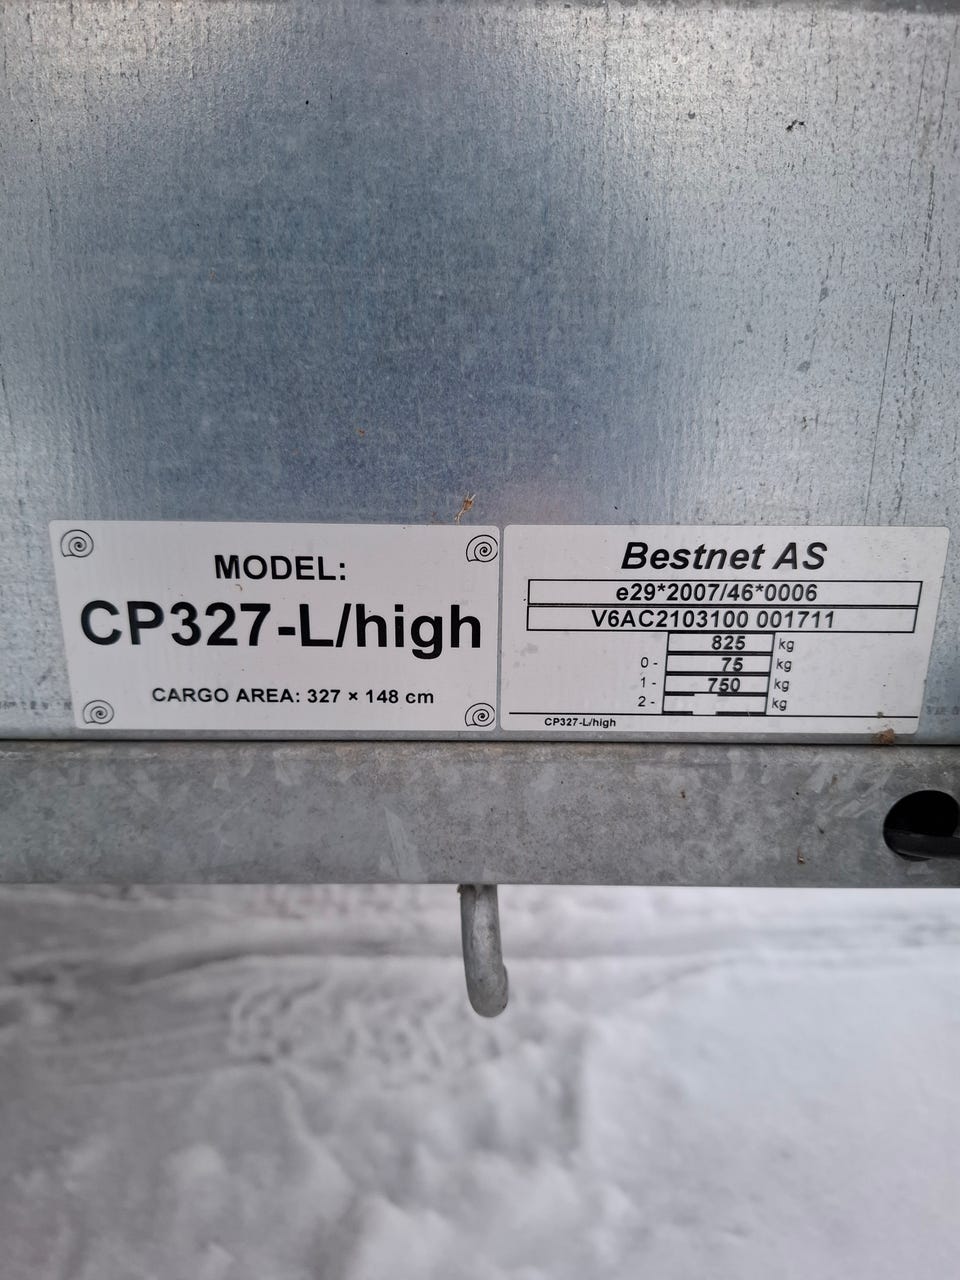 MODEL:
CP327-L/high
CARGO AREA: 327 × 148 cm
Bestnet AS
e29*2007/46*0006
V6AC2103100 001711
825 kg
0 - 75 kg
1 - 750 kg
2 - kg
CP327-L/high